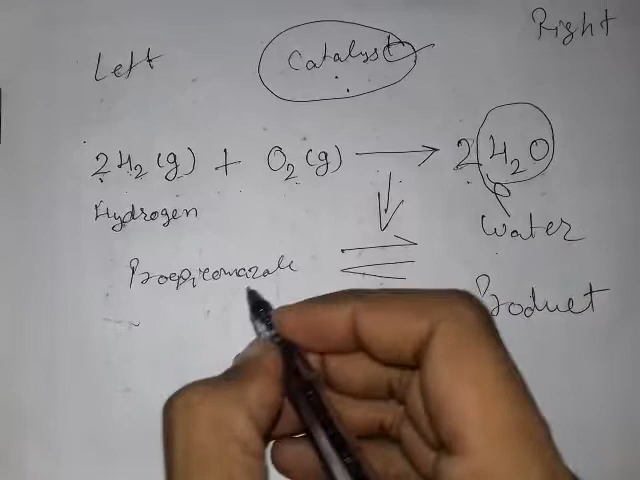 Right
Left
Catalyst
2H₂(g) + O₂(g) → 2H₂O
Hydrogen
Water
Product